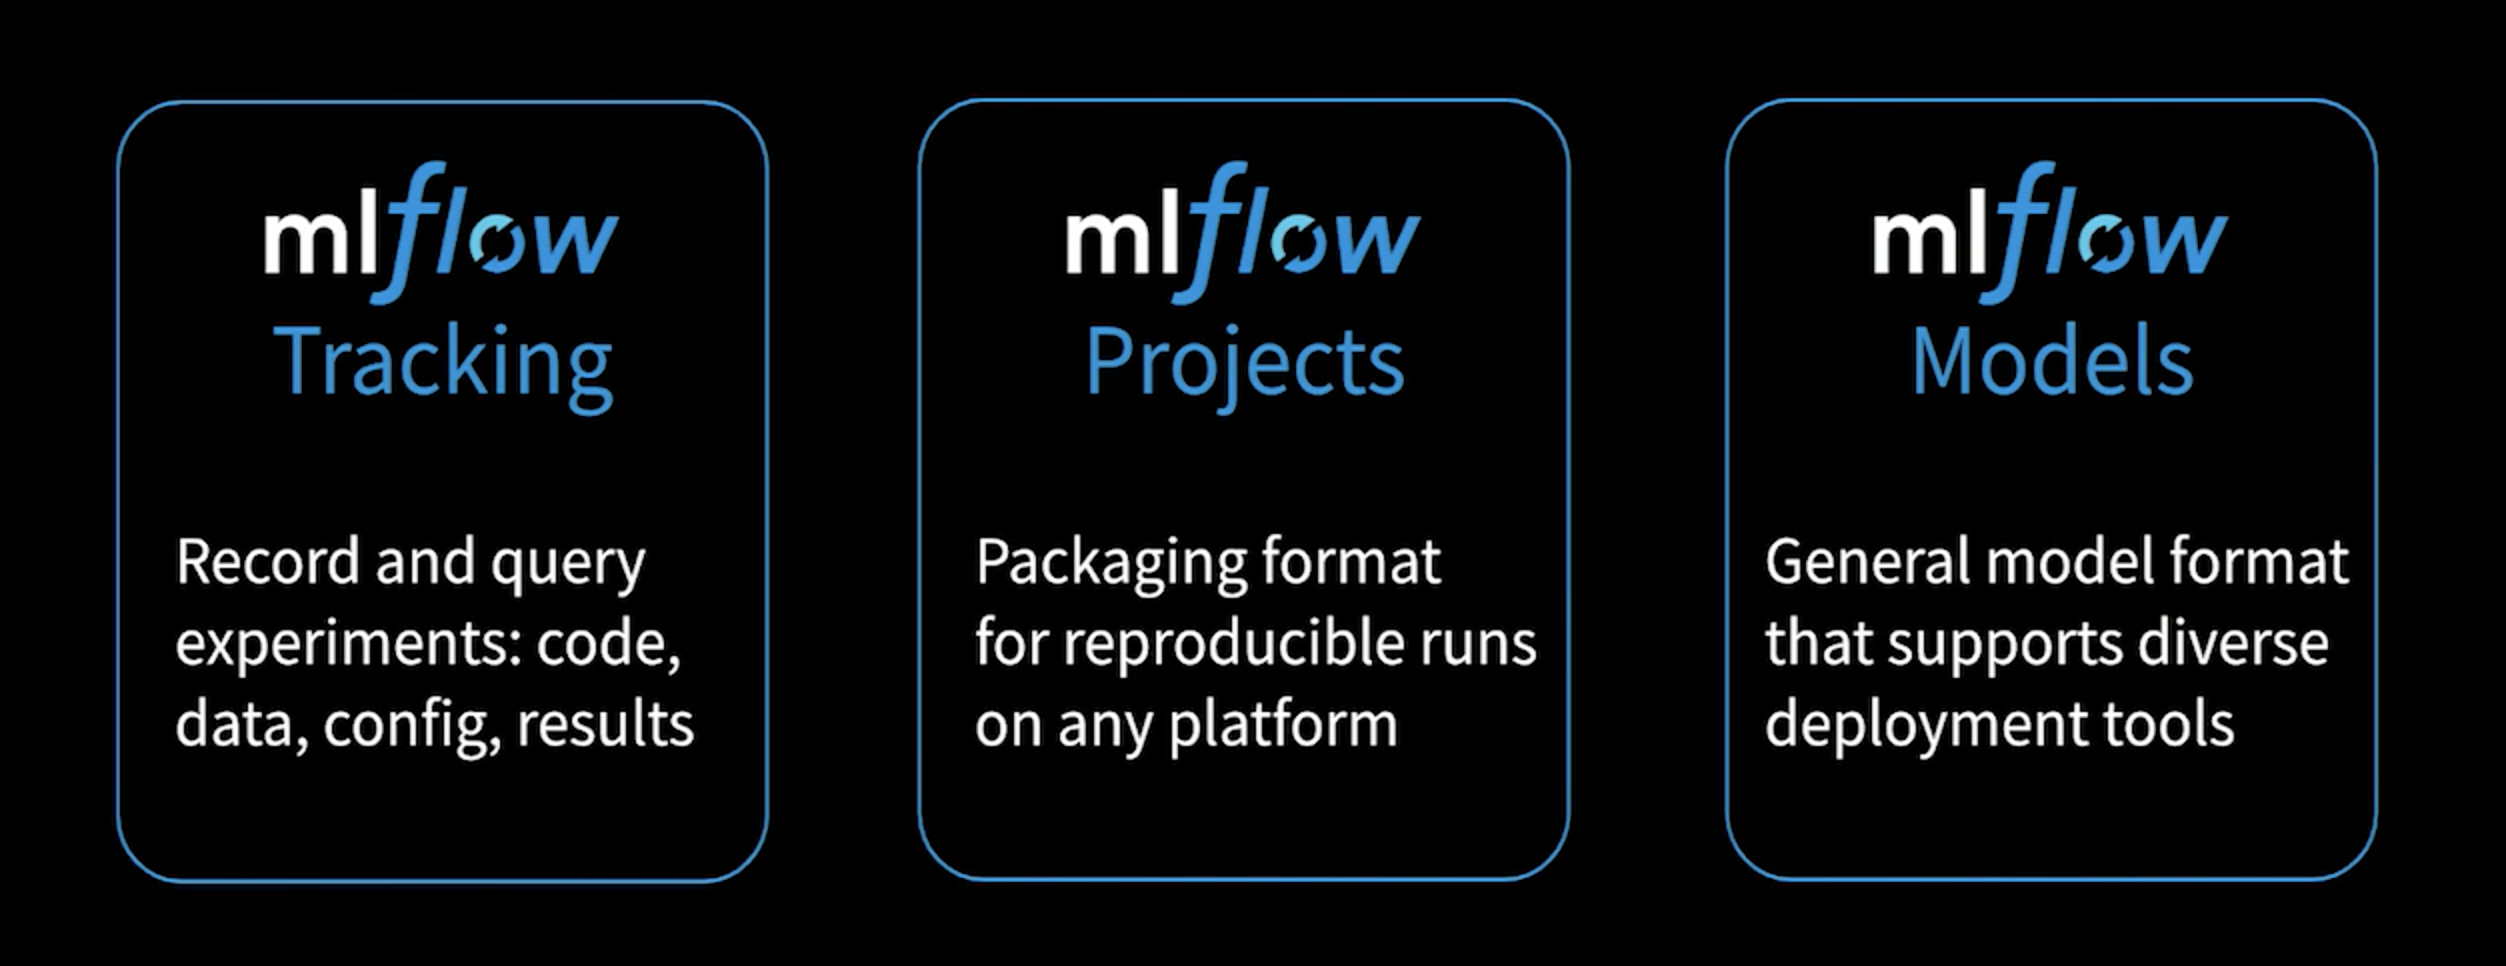 mlflow
Tracking
Record and query
experiments: code,
data, config, results
mlflow
Projects
Packaging format
for reproducible runs
on any platform
mlflow
Models
General model format
that supports diverse
deployment tools